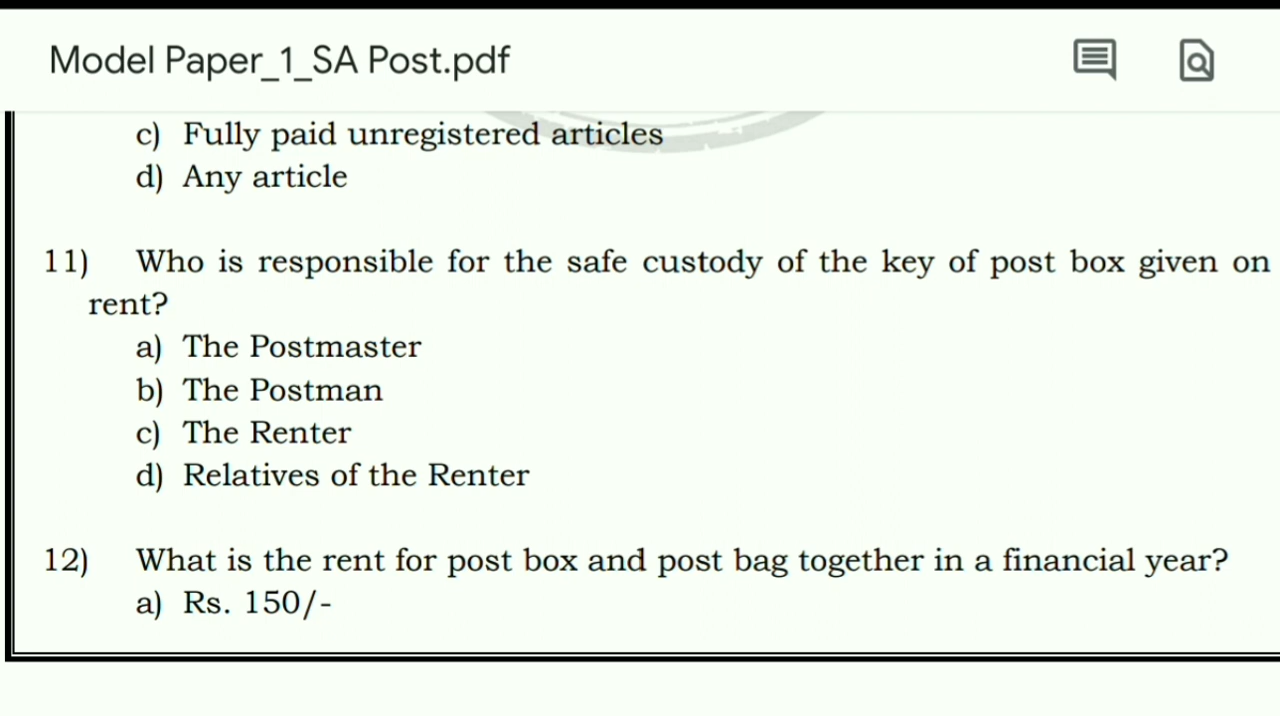 Model Paper_1_SA Post.pdf
c) Fully paid unregistered articles
d) Any article
11) Who is responsible for the safe custody of the key of post box given on
rent?
a) The Postmaster
b) The Postman
c) The Renter
d) Relatives of the Renter
12) What is the rent for post box and post bag together in a financial year?
a) Rs. 150/-